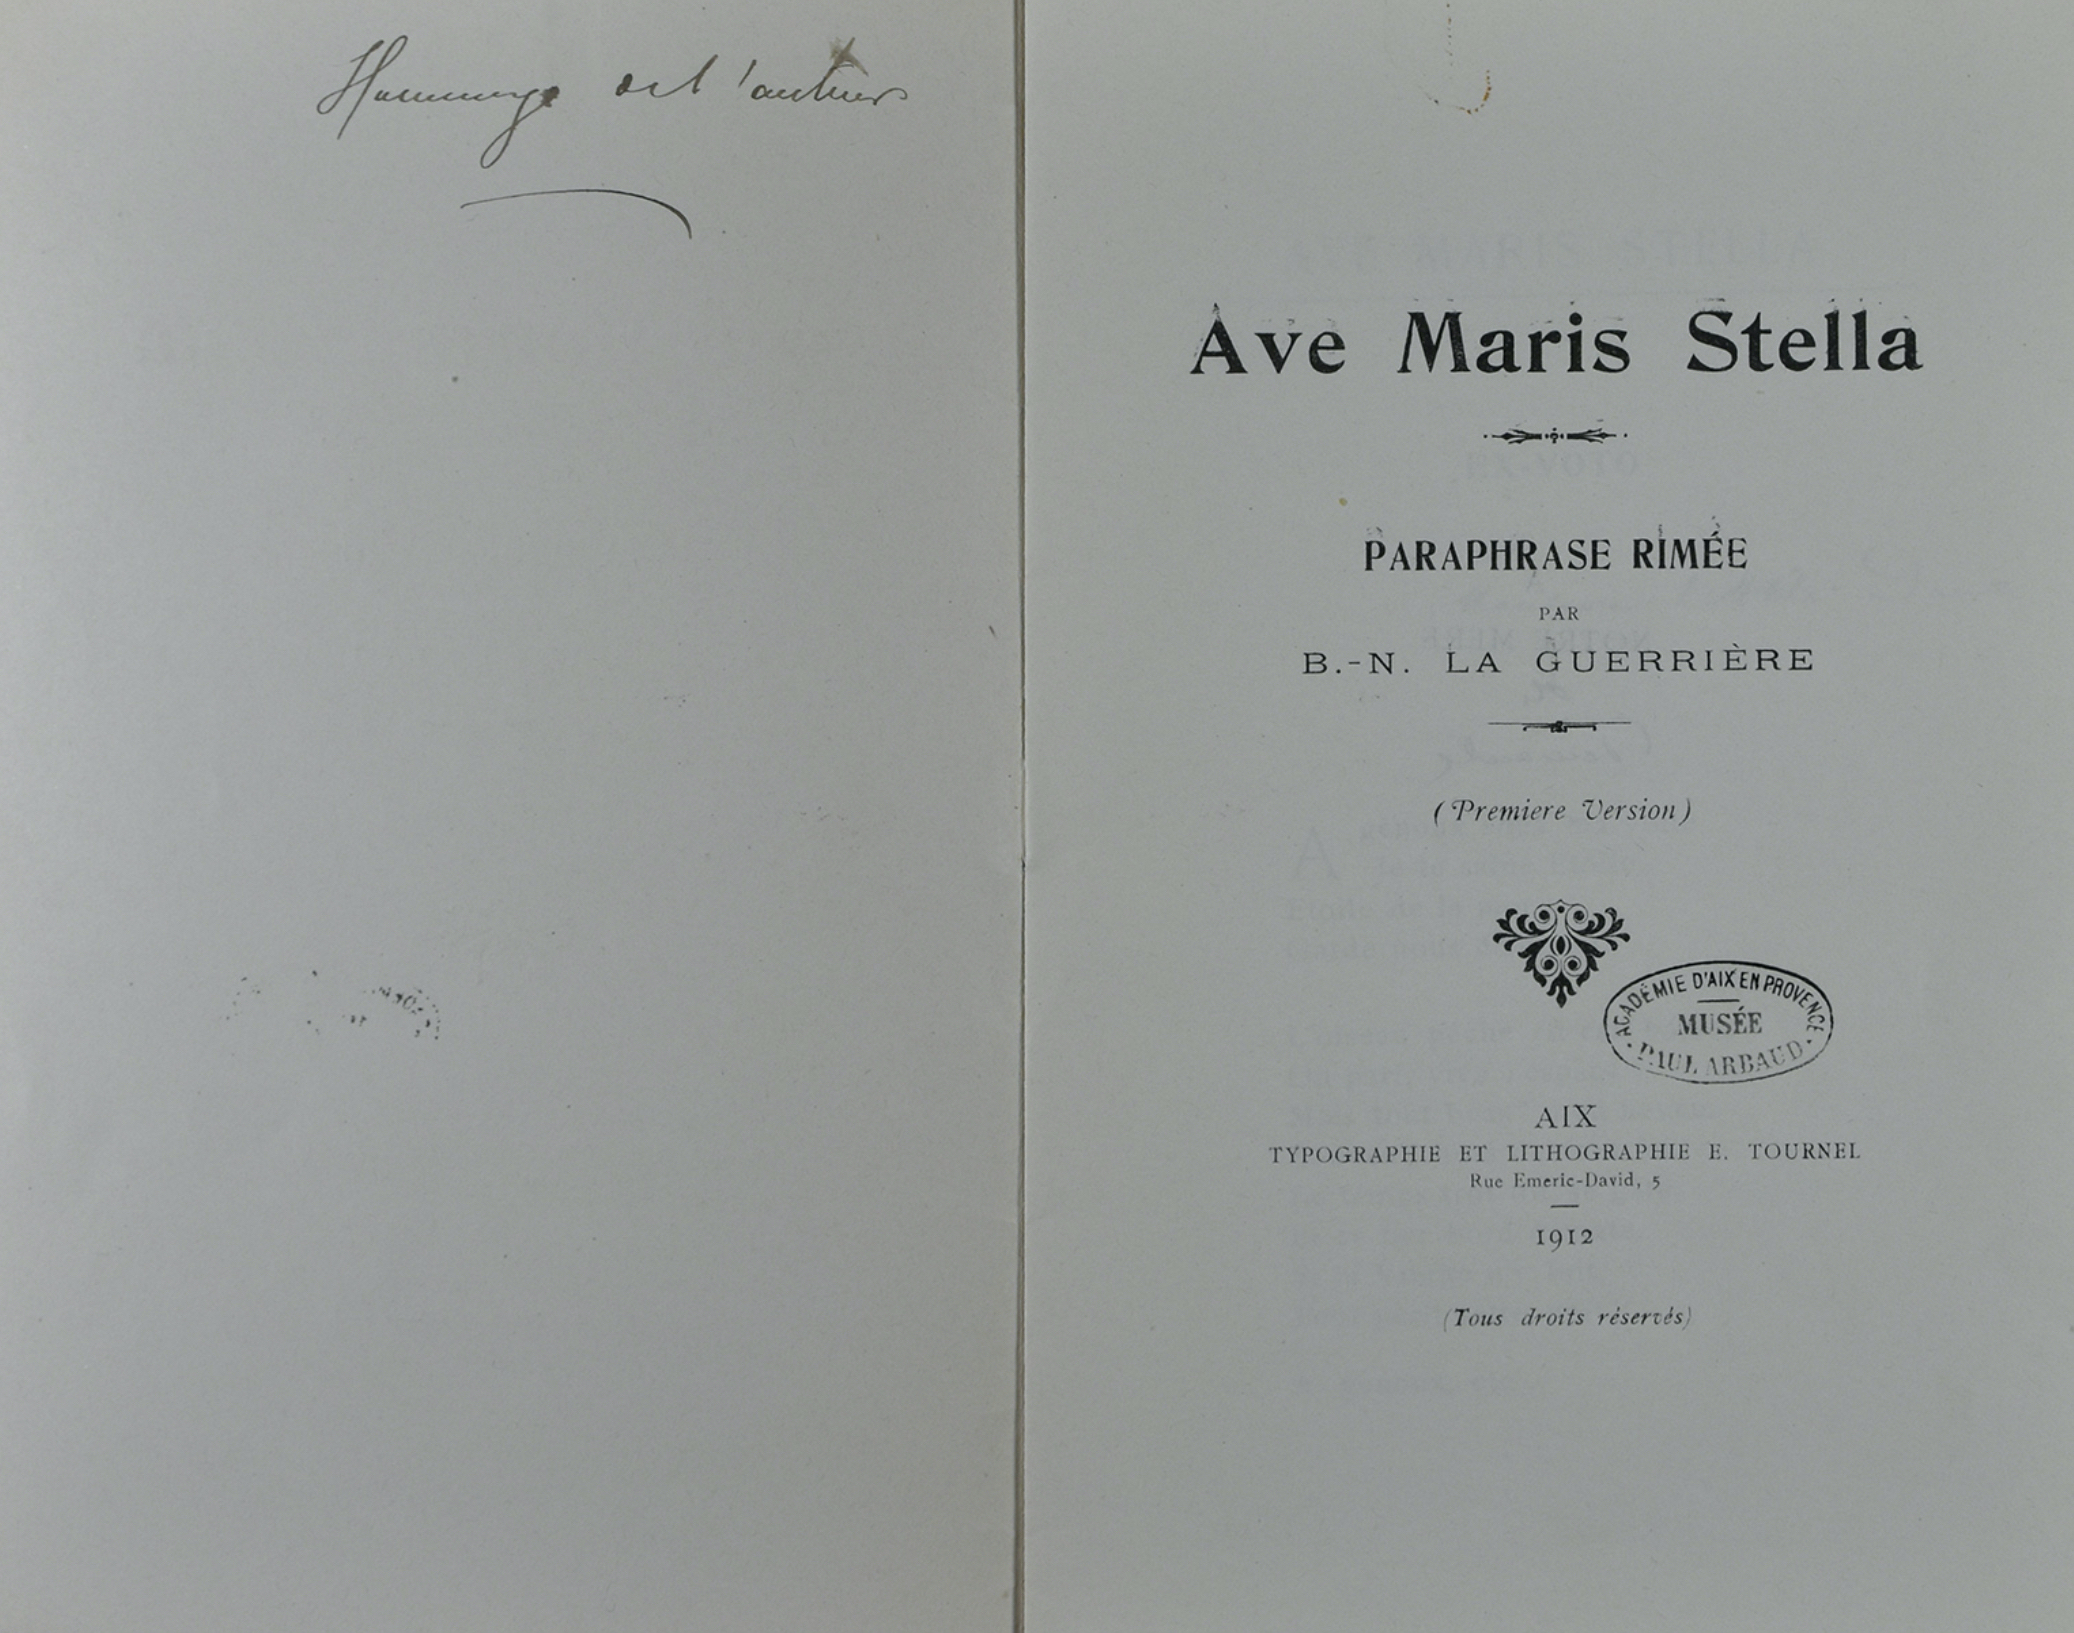 Hommage de l'auteur
Ave Maris Stella
PARAPHRASE RIMÉE
PAR
B.-N. LA GUERRIÈRE
(Premiere Version)
ACADÉMIE D'AIX EN PROVENCE
MUSÉE
PAUL ARBAUD
AIX
TYPOGRAPHIE ET LITHOGRAPHIE E. TOURNEL
Rue Emeric-David, 5
1912
(Tous droits réservés)